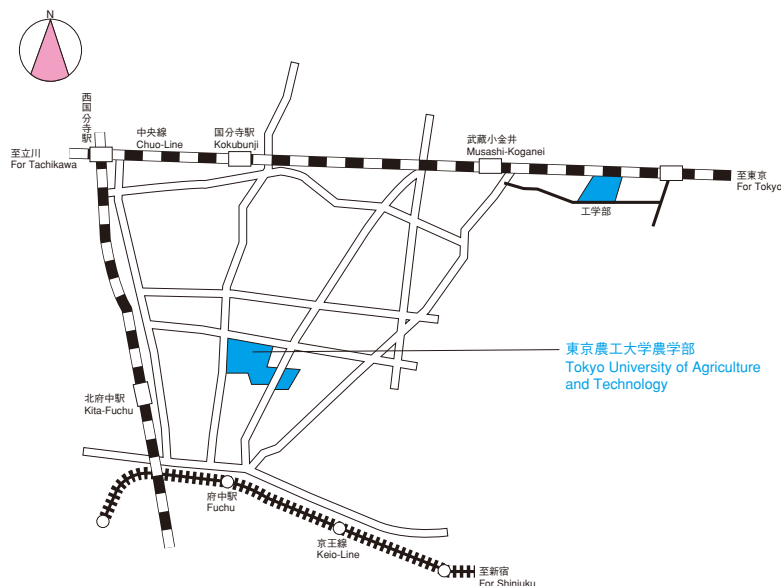 N
西国分寺駅
中央線
Chuo-Line
国分寺駅
Kokubunji
武蔵小金井
Musashi-Koganei
至立川
For Tachikawa
至東京
For Tokyo
工学部
東京農工大学農学部
Tokyo University of Agriculture
and Technology
北府中駅
Kita-Fuchu
府中駅
Fuchu
京王線
Keio-Line
至新宿
For Shinjuku